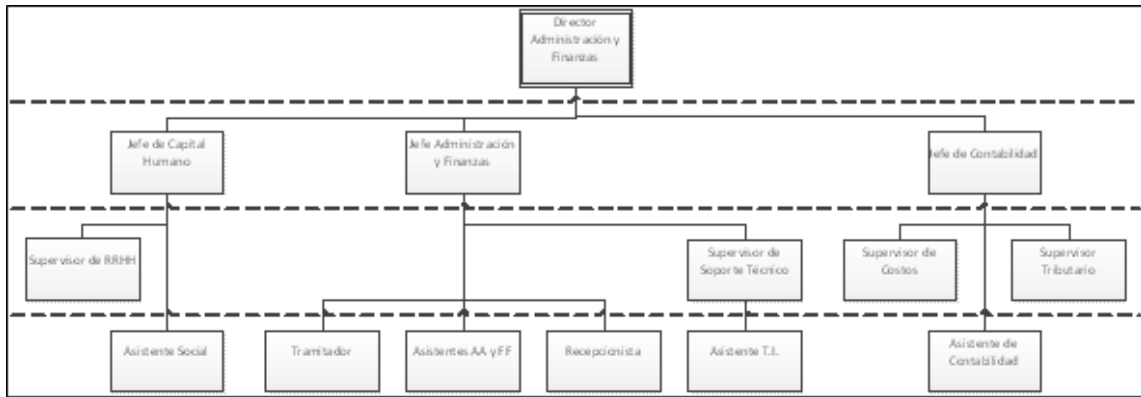 Director
Administración y
Finanzas
Jefe de Capital
Humano
Jefe Administración
y Finanzas
Jefe de Contabilidad
Supervisor de RRHH
Supervisor de
Soporte Técnico
Supervisor de
Costos
Supervisor
Tributario
Asistente Social
Tramitador
Asistentes AA y FF
Recepcionista
Asistente T.I.
Asistente de
Contabilidad